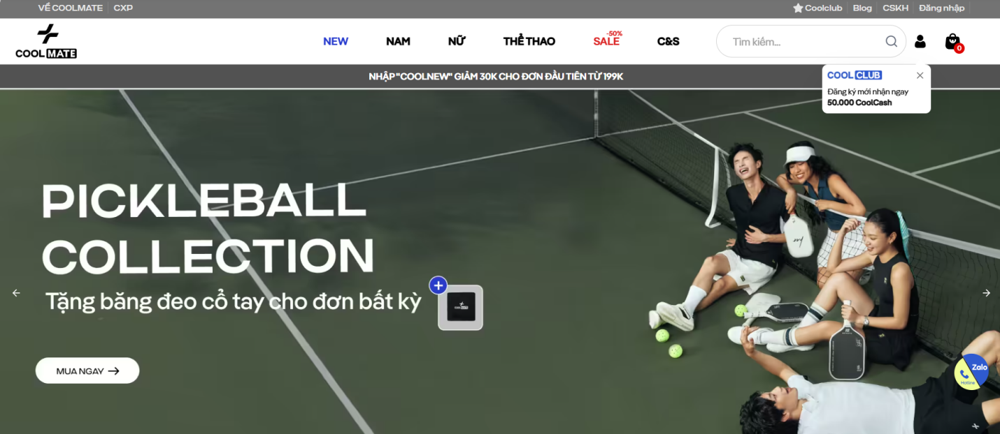 VỀ COOLMATE CXP Coolclub Blog CSKH Đăng nhập
COOLMATE
NEW NAM NỮ THỂ THAO SALE -50% C&S Tìm kiếm... 0
NHẬP "COOLNEW" GIẢM 30K CHO ĐƠN ĐẦU TIÊN TỪ 199K
COOL CLUB
Đăng ký mới nhận ngay
50.000 CoolCash
PICKLEBALL
COLLECTION
Tặng băng đeo cổ tay cho đơn bất kỳ
COOLMATE
MUA NGAY
Zalo
Hotline